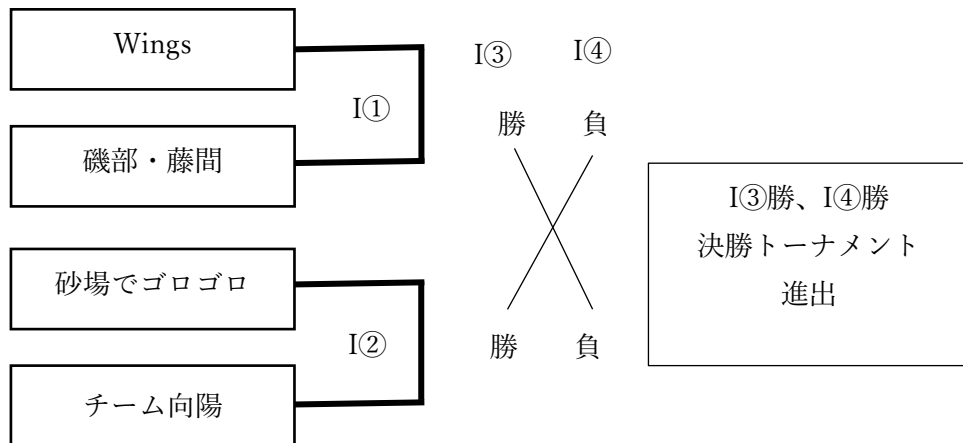 Wings
I①
磯部・藤間
砂場でゴロゴロ
I②
チーム向陽
I③ I④
勝 負
勝 負
I③勝、I④勝
決勝トーナメント
進出